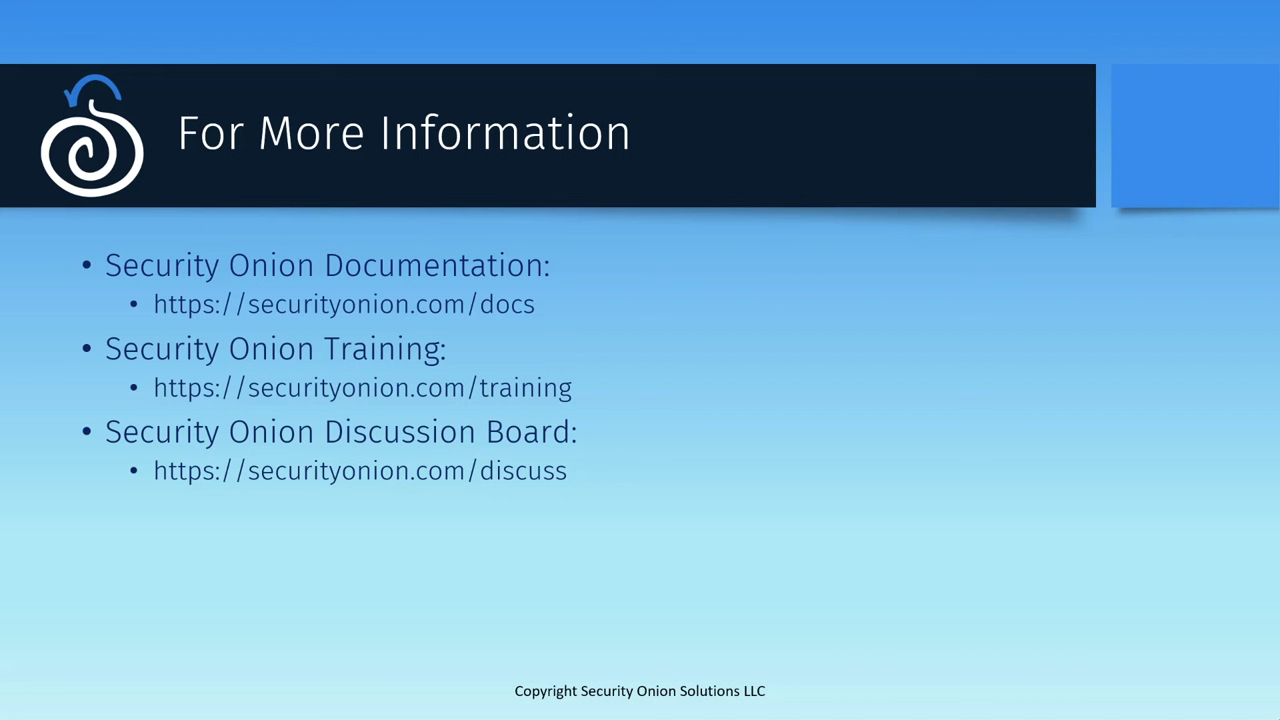 For More Information
• Security Onion Documentation:
• https://securityonion.com/docs
• Security Onion Training:
• https://securityonion.com/training
• Security Onion Discussion Board:
• https://securityonion.com/discuss
Copyright Security Onion Solutions LLC